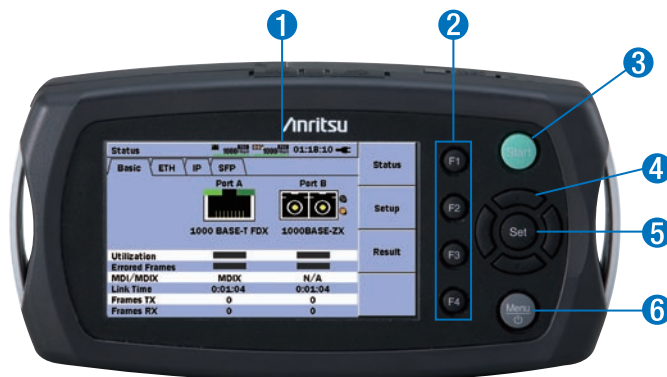 1
2
3
4
5
6
Anritsu
Status 01:18:10
Basic ETH IP SFP
Port A Port B
1000 BASE-T FDX 1000BASE-ZX
Utilization
Errored Frames
MDI/MDIX MDIX N/A
Link Time 0:01:04 0:01:04
Frames TX 0 0
Frames RX 0 0
Status
Setup
Result
F1
F2
F3
F4
Start
Set
Menu